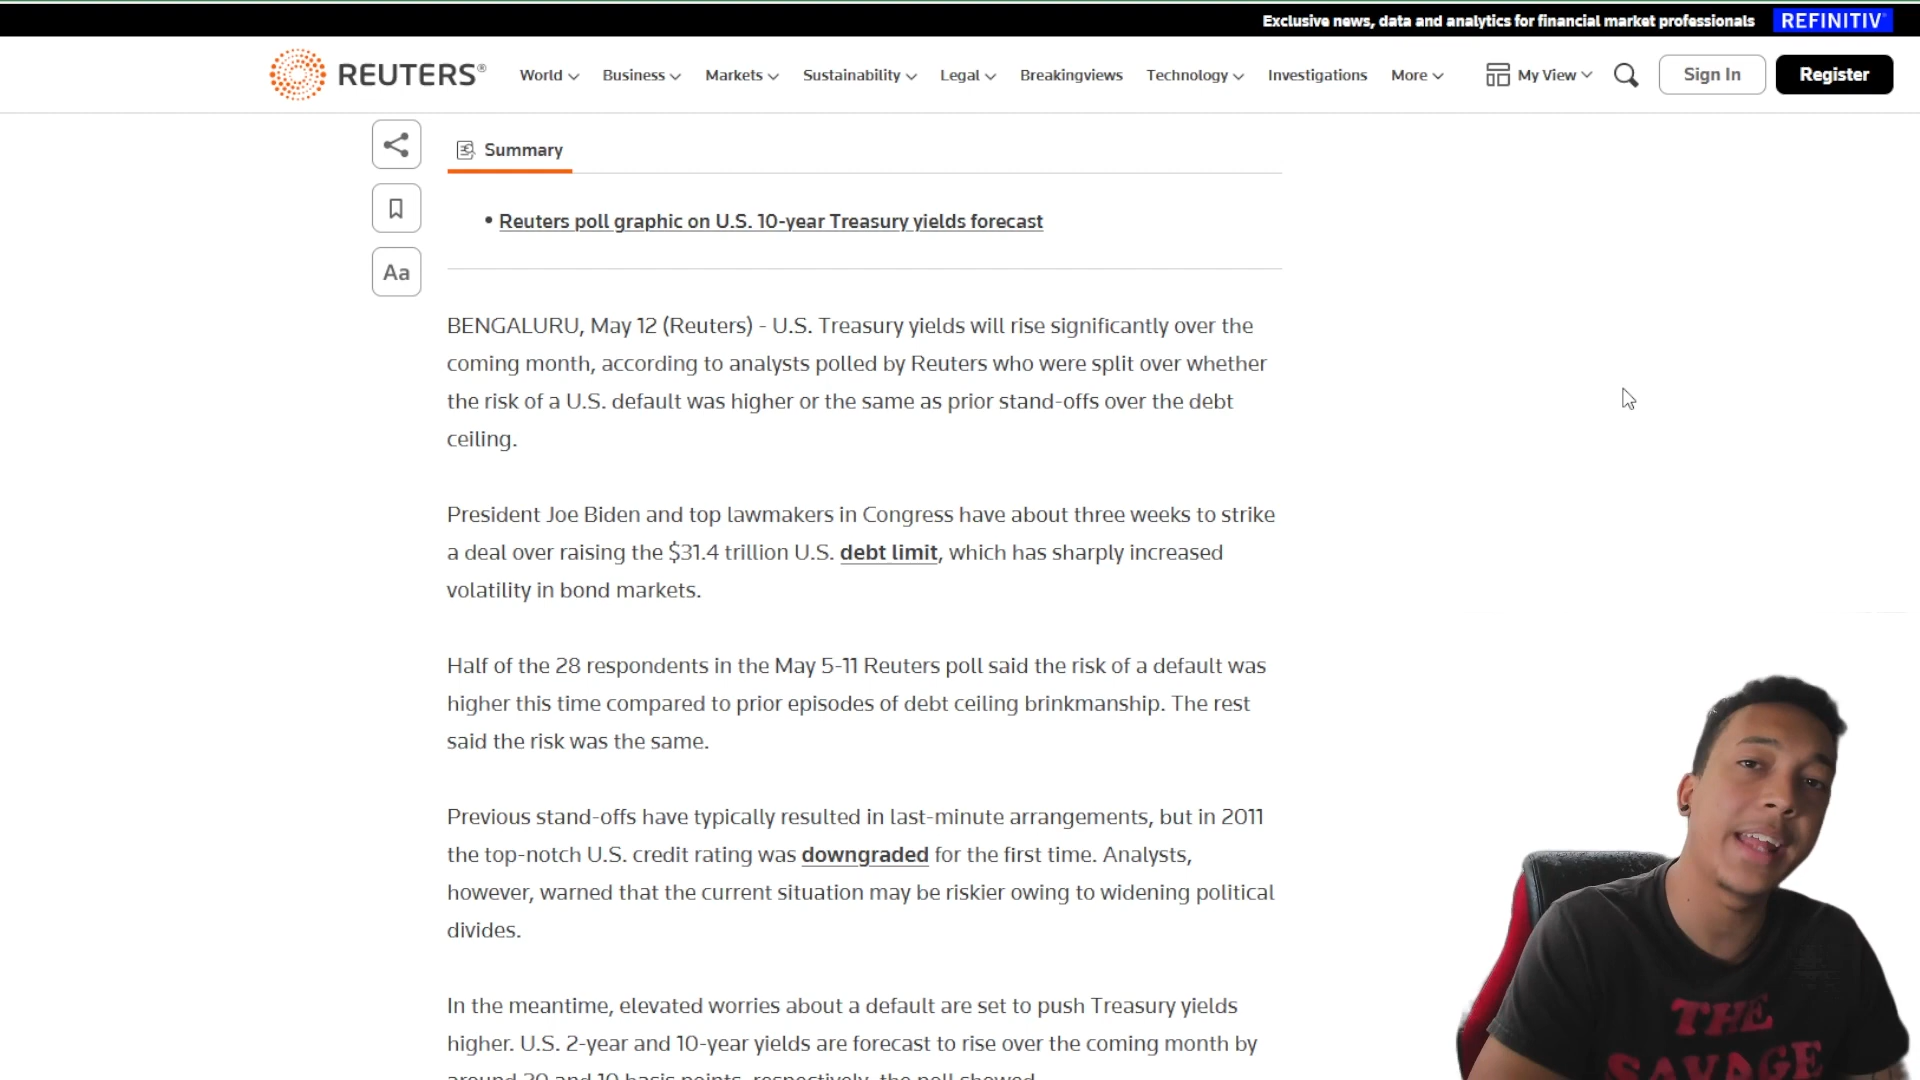 Exclusive news, data and analytics for financial market professionals REFINITIV
REUTERS® World Business Markets Sustainability Legal Breakingviews Technology Investigations More My View Sign In Register
Summary
• Reuters poll graphic on U.S. 10-year Treasury yields forecast
Aa
BENGALURU, May 12 (Reuters) - U.S. Treasury yields will rise significantly over the
coming month, according to analysts polled by Reuters who were split over whether
the risk of a U.S. default was higher or the same as prior stand-offs over the debt
ceiling.
President Joe Biden and top lawmakers in Congress have about three weeks to strike
a deal over raising the $31.4 trillion U.S. debt limit, which has sharply increased
volatility in bond markets.
Half of the 28 respondents in the May 5-11 Reuters poll said the risk of a default was
higher this time compared to prior episodes of debt ceiling brinkmanship. The rest
said the risk was the same.
Previous stand-offs have typically resulted in last-minute arrangements, but in 2011
the top-notch U.S. credit rating was downgraded for the first time. Analysts,
however, warned that the current situation may be riskier owing to widening political
divides.
In the meantime, elevated worries about a default are set to push Treasury yields
higher. U.S. 2-year and 10-year yields are forecast to rise over the coming month by
around 20 and 10 basis points, respectively, the poll showed.
THE
SAVAGE